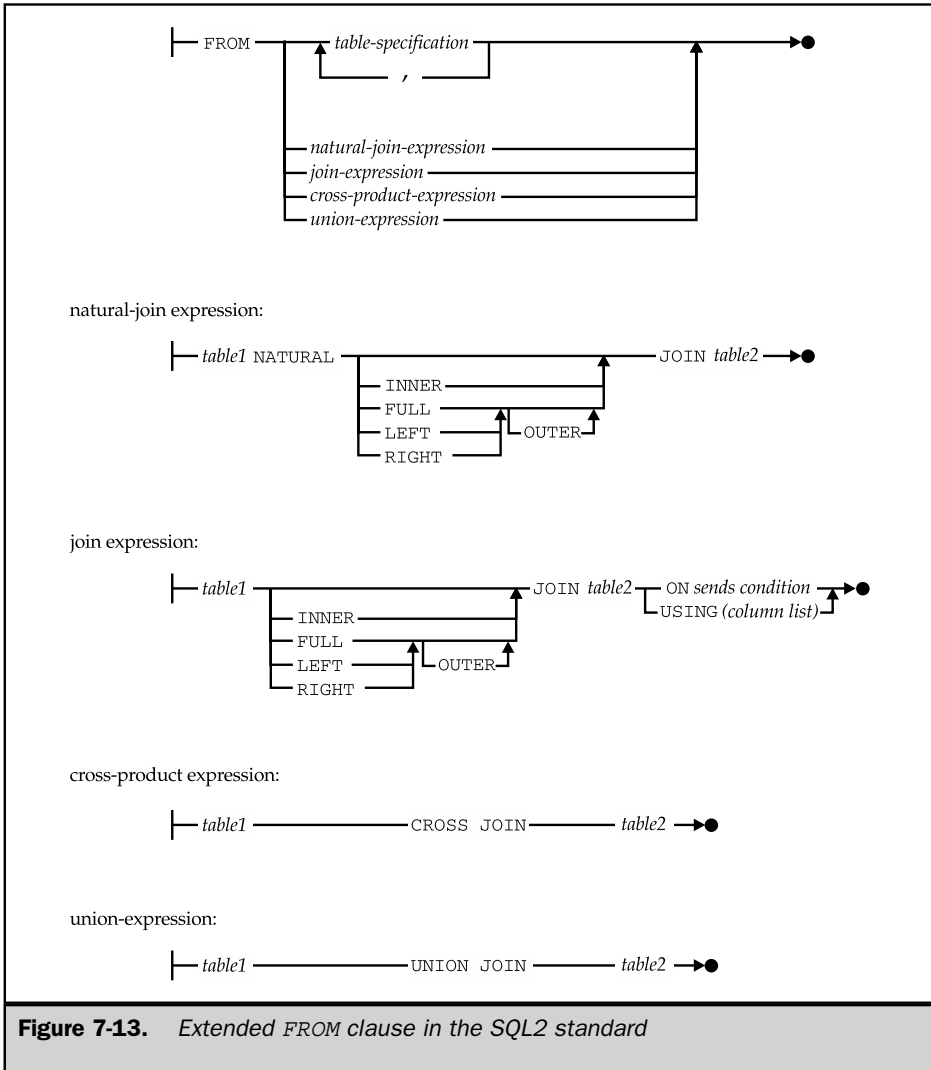 FROM table-specification
,
natural-join-expression
join-expression
cross-product-expression
union-expression
natural-join expression:
table1 NATURAL JOIN table2
INNER
FULL
LEFT OUTER
RIGHT
join expression:
table1 JOIN table2 ON sends condition
USING (column list)
INNER
FULL
LEFT OUTER
RIGHT
cross-product expression:
table1 CROSS JOIN table2
union-expression:
table1 UNION JOIN table2
Figure 7-13. Extended FROM clause in the SQL2 standard